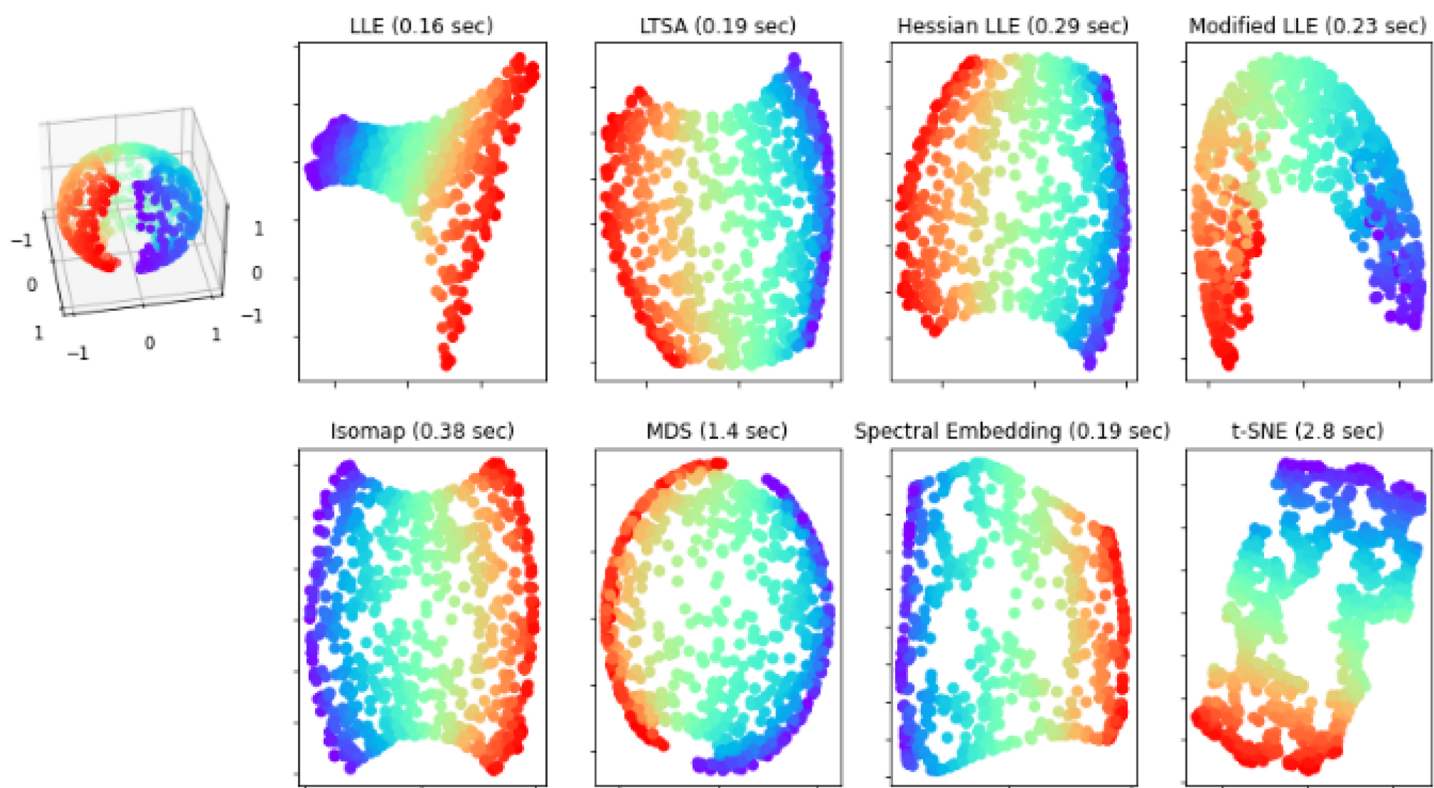 LLE (0.16 sec)
LTSA (0.19 sec)
Hessian LLE (0.29 sec)
Modified LLE (0.23 sec)
−1
0
1
−1
0
1
1
0
−1
Isomap (0.38 sec)
MDS (1.4 sec)
Spectral Embedding (0.19 sec)
t-SNE (2.8 sec)